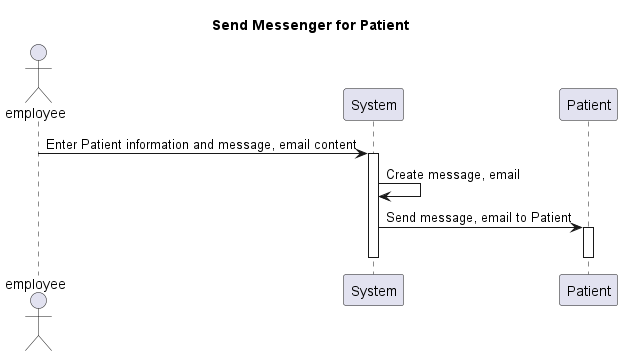 Send Messenger for Patient
employee
System
Patient
Enter Patient information and message, email content
Create message, email
Send message, email to Patient
employee
System
Patient